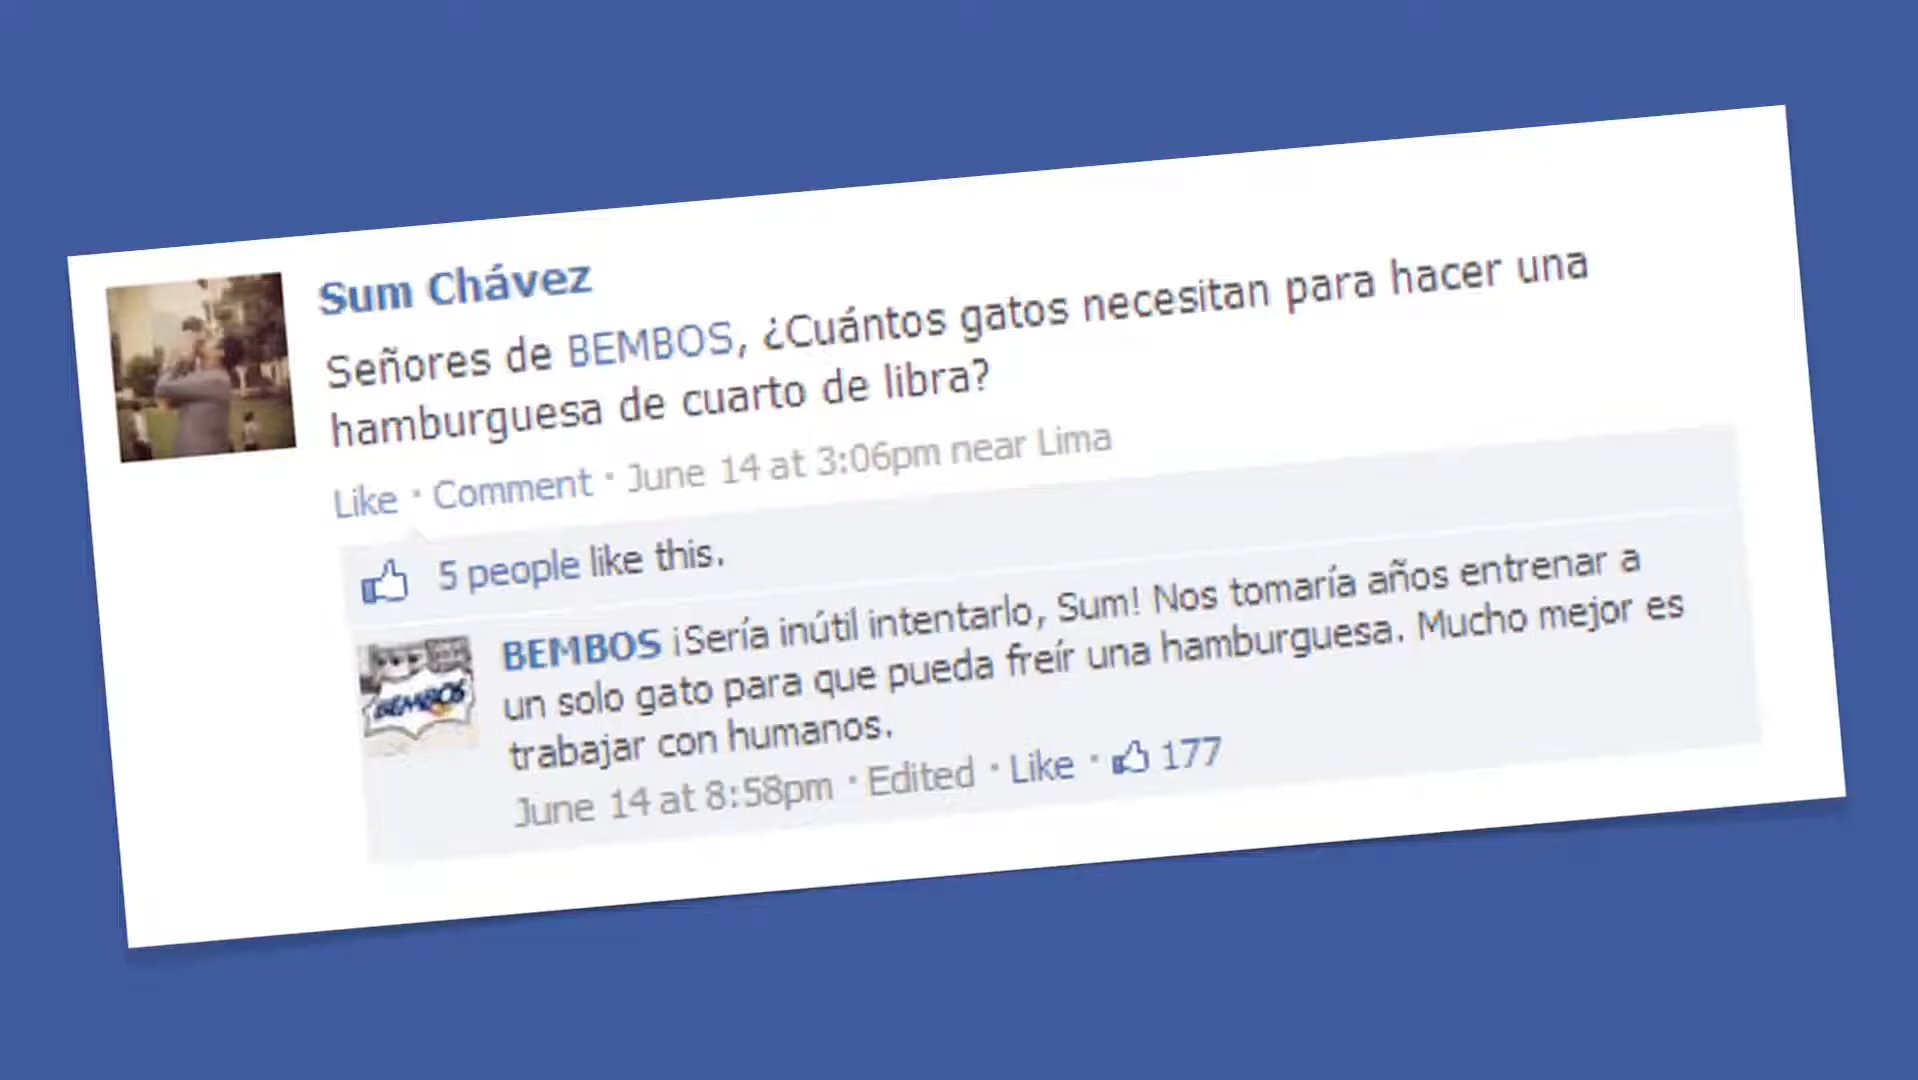 Sum Chávez
Señores de BEMBOS, ¿Cuántos gatos necesitan para hacer una
hamburguesa de cuarto de libra?
Like · Comment · June 14 at 3:06pm near Lima
5 people like this.
BEMBOS
BEMBOS ¡Sería inútil intentarlo, Sum! Nos tomaría años entrenar a
un solo gato para que pueda freír una hamburguesa. Mucho mejor es
trabajar con humanos.
June 14 at 8:58pm · Edited · Like · 177